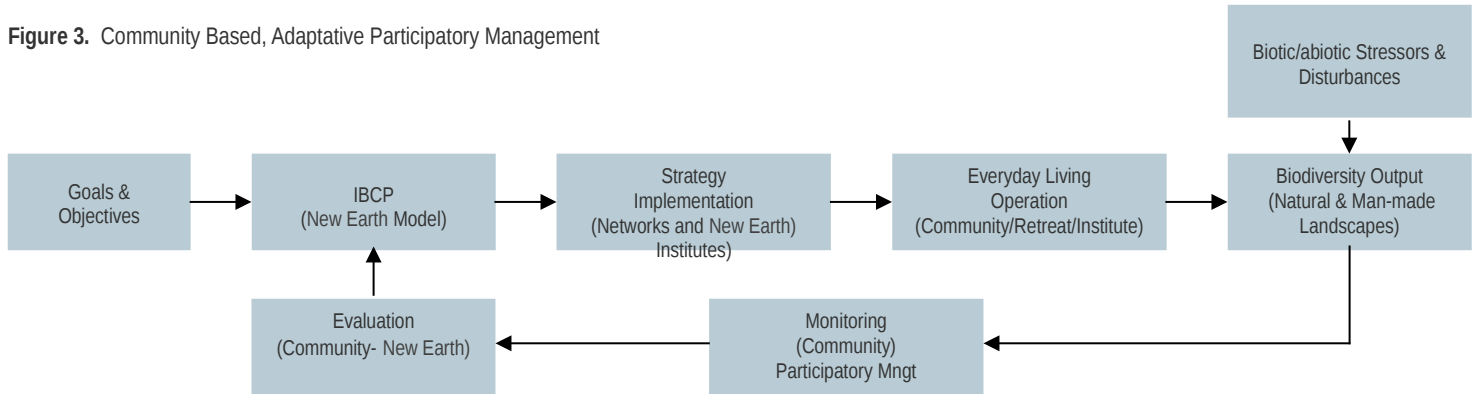 Figure 3. Community Based, Adaptative Participatory Management
Biotic/abiotic Stressors &
Disturbances
Goals &
Objectives
IBCP
(New Earth Model)
Strategy
Implementation
(Networks and New Earth)
Institutes)
Everyday Living
Operation
(Community/Retreat/Institute)
Biodiversity Output
(Natural & Man-made
Landscapes)
Evaluation
(Community- New Earth)
Monitoring
(Community)
Participatory Mngt